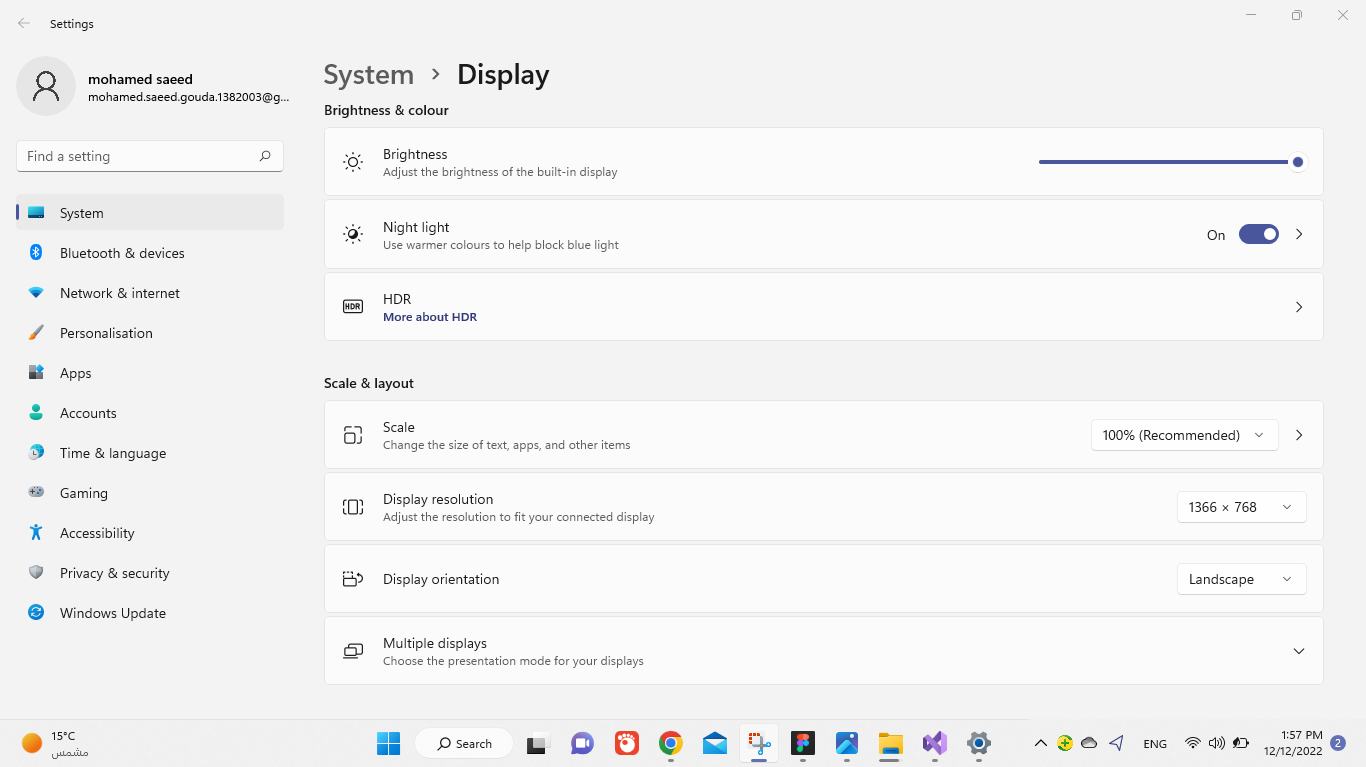 Settings
mohamed saeed
mohamed.saeed.gouda.1382003@g...
Find a setting
System
Bluetooth & devices
Network & internet
Personalisation
Apps
Accounts
Time & language
Gaming
Accessibility
Privacy & security
Windows Update
System › Display
Brightness & colour
Brightness
Adjust the brightness of the built-in display
Night light
Use warmer colours to help block blue light
On
HDR
HDR
More about HDR
Scale & layout
Scale
Change the size of text, apps, and other items
100% (Recommended)
Display resolution
Adjust the resolution to fit your connected display
1366 × 768
Display orientation
Landscape
Multiple displays
Choose the presentation mode for your displays
15°C
مشمس
Search
ENG
1:57 PM
12/12/2022
2